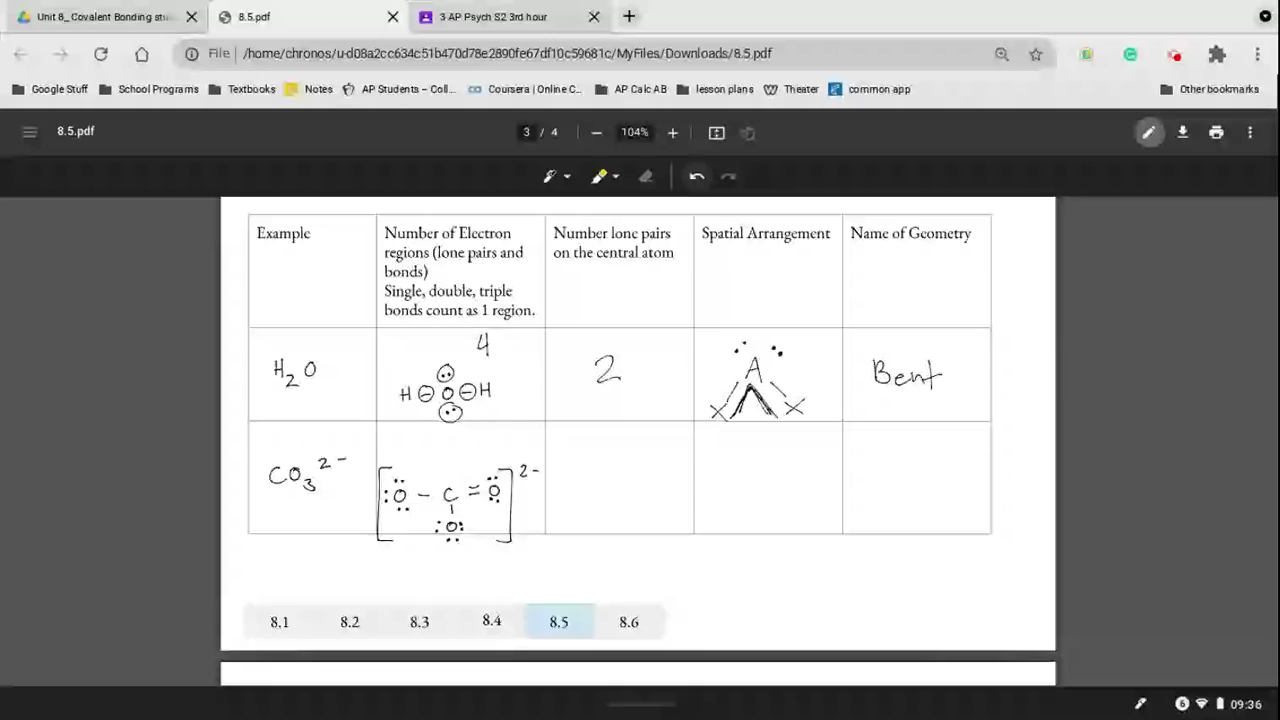 Unit 8_ Covalent Bonding stu
8.5.pdf
3 AP Psych S2 3rd hour
File /home/chronos/u-d08a2cc634c51b470d78e2890fe67df10c59681c/MyFiles/Downloads/8.5.pdf
Google Stuff School Programs Textbooks Notes AP Students – Coll... Coursera | Online C... AP Calc AB lesson plans Theater common app Other bookmarks
8.5.pdf
3 / 4 104%
Example
Number of Electron
regions (lone pairs and
bonds)
Single, double, triple
bonds count as 1 region.
Number lone pairs
on the central atom
Spatial Arrangement
Name of Geometry
H2O
4
H O H
2
A
X X
Bent
CO3 2-
2-
:O - C = O
:O:
8.1 8.2 8.3 8.4 8.5 8.6
6 09:36